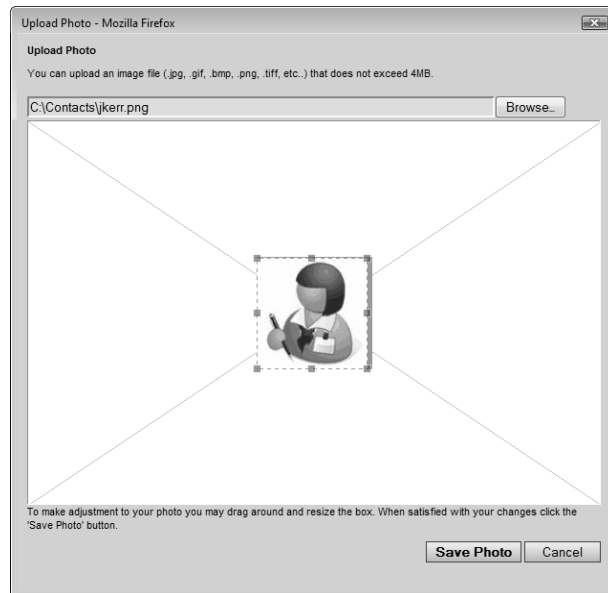 Upload Photo - Mozilla Firefox
Upload Photo
You can upload an image file (.jpg, .gif, .bmp, .png, .tiff, etc..) that does not exceed 4MB.
C:\Contacts\jkerr.png
Browse..
To make adjustment to your photo you may drag around and resize the box. When satisfied with your changes click the
'Save Photo' button.
Save Photo
Cancel